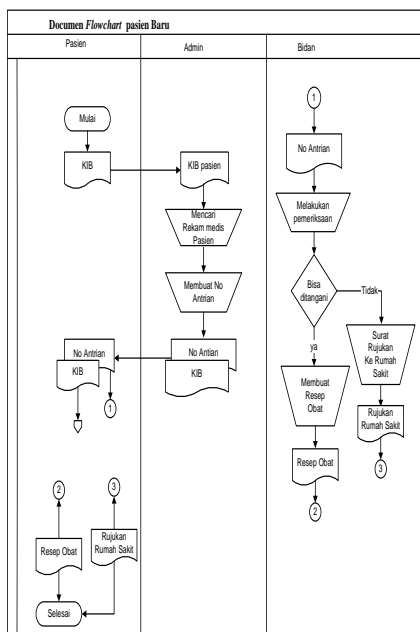 Documen Flowchart pasien Baru
Pasien
Admin
Bidan
Mulai
KIB
KIB pasien
Mencari
Rekam medis
Pasien
Membuat No
Antrian
No Antian
KIB
No Antrian
KIB
1
2
3
Resep Obat
Rujukan
Rumah Sakit
Selesai
1
No Antrian
Melakukan
pemeriksaan
Bisa
ditangani
Tidak
ya
Surat
Rujukan
Ke Rumah
Sakit
Membuat
Resep
Obat
Rujukan
Rumah Sakit
Resep Obat
3
2